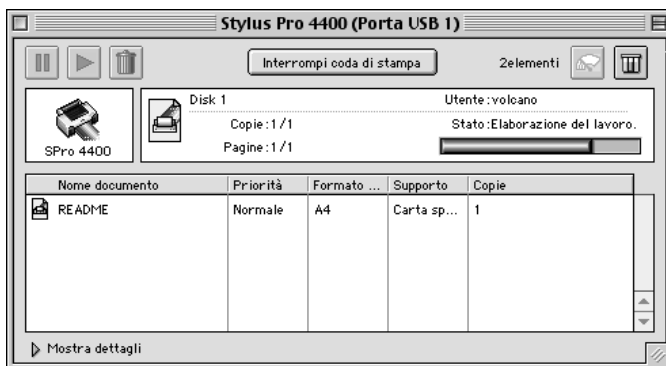 Stylus Pro 4400 (Porta USB 1)
Interrompi coda di stampa 2elementi
Disk 1 Utente:volcano
Copie:1/1 Stato:Elaborazione del lavoro.
SPro 4400 Pagine:1/1
Nome documento Priorità Formato ... Supporto Copie
README Normale A4 Carta sp... 1
Mostra dettagli